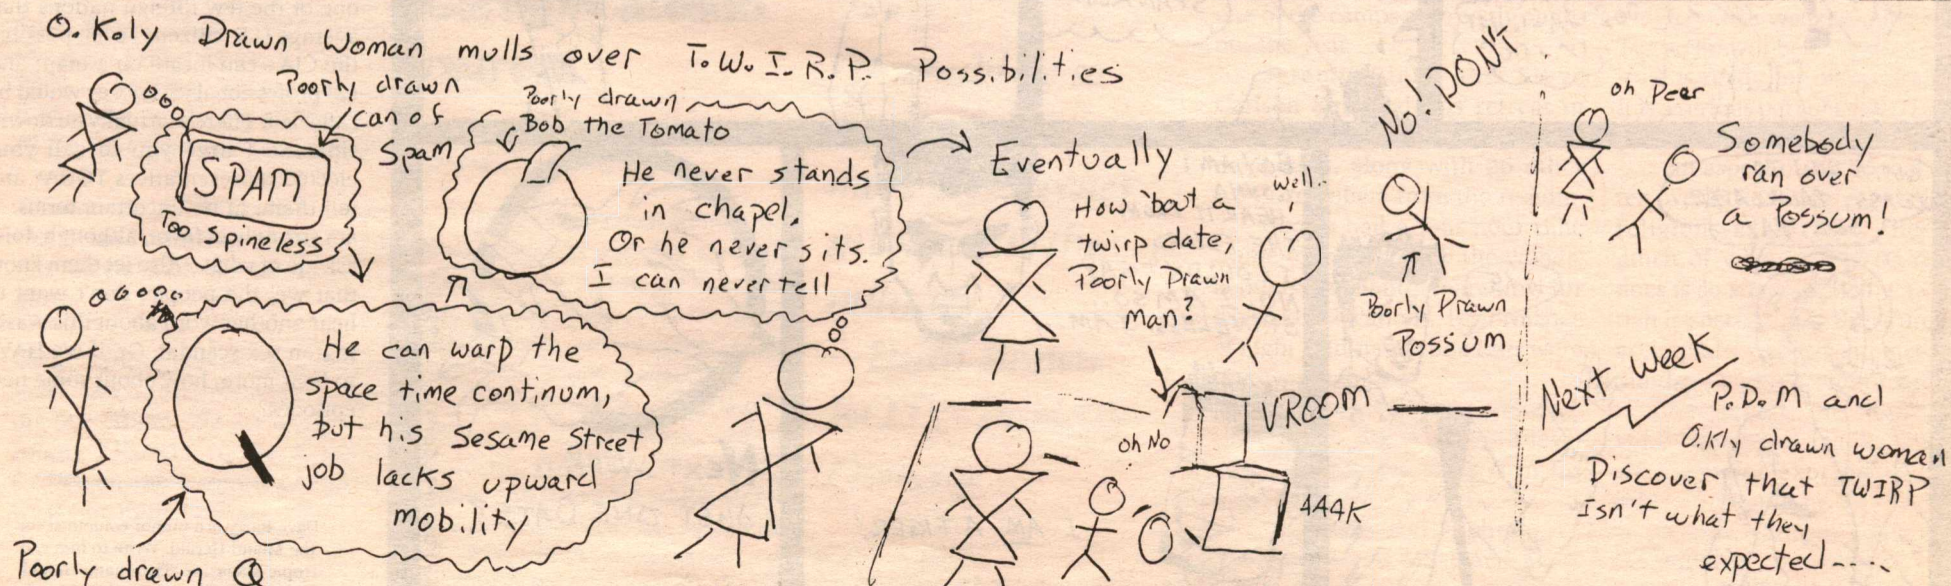 O.K.ly Drawn Woman mulls over T.W.I.R.P. Possibilities
Poorly drawn
can of
Spam
SPAM
Too Spineless
Poorly drawn
Bob the Tomato
He never stands
in chapel,
Or he never sits.
I can never tell
He can warp the
space time continum,
but his Sesame Street
job lacks upward
mobility
Poorly drawn Q
Eventually
How 'bout a
twirp date,
Poorly Drawn
Man?
well..
oh No
VROOM
AAAK
No! DON't
Poorly Drawn
Possum
oh Peer
Somebody
ran over
a Possum!
Next Week
P.D.M and
O.Kly drawn woman
Discover that TWIRP
Isn't what they
expected----